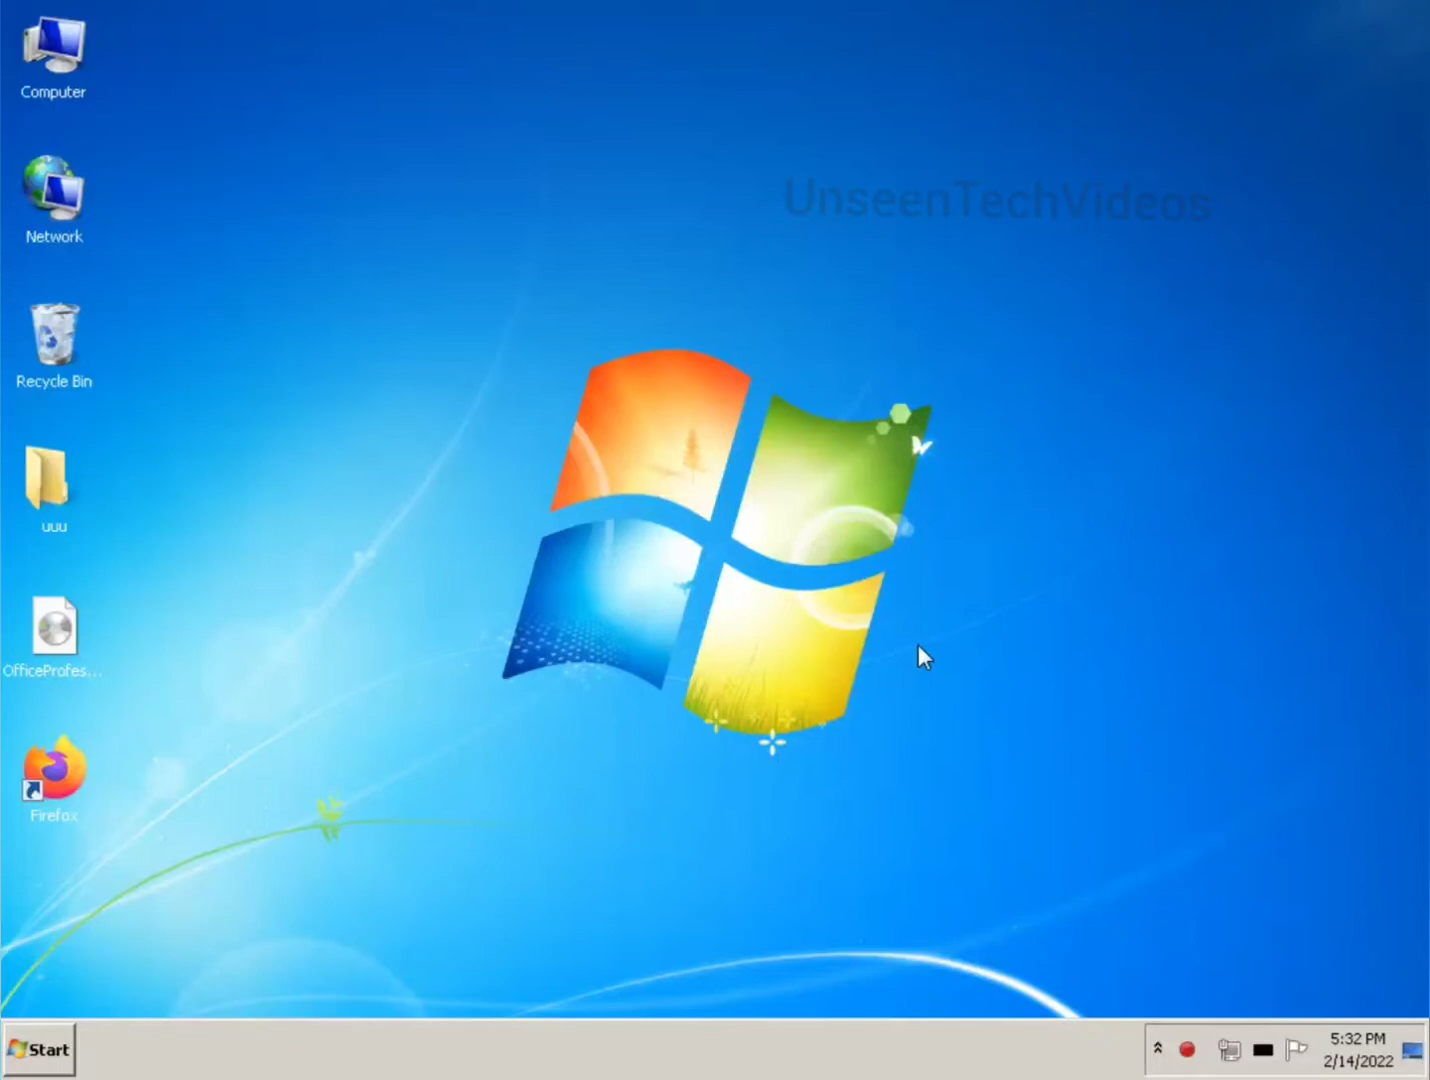 Computer
UnseenTechVideos
Network
Recycle Bin
uuu
OfficeProfes...
Firefox
Start
5:32 PM
2/14/2022